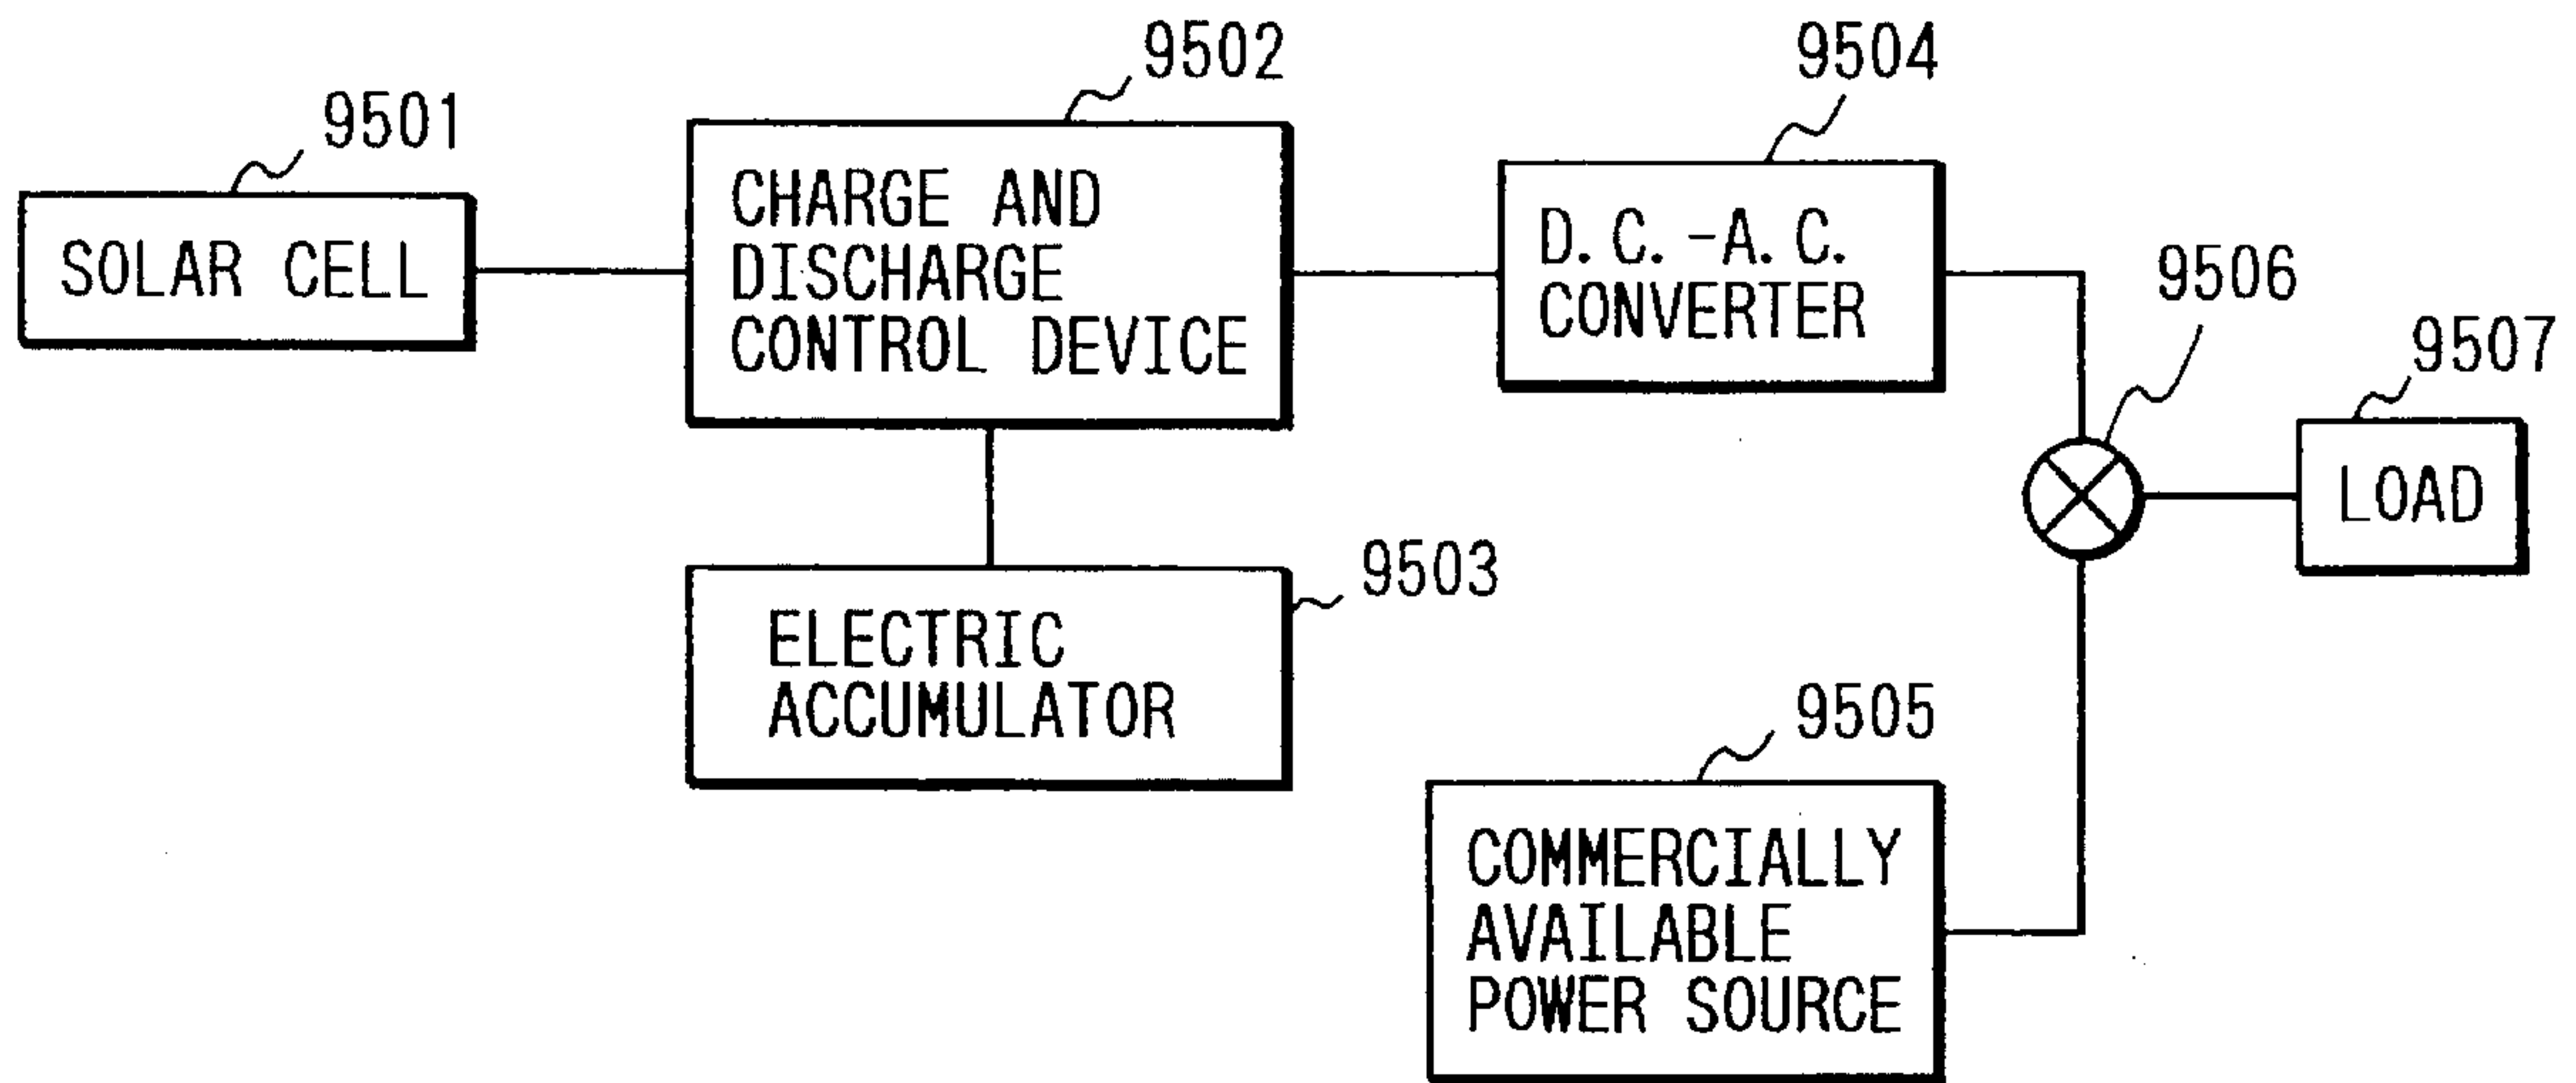 9501
SOLAR CELL
9502
CHARGE AND
DISCHARGE
CONTROL DEVICE
9503
ELECTRIC
ACCUMULATOR
9504
D.C.-A.C.
CONVERTER
9505
COMMERCIALLY
AVAILABLE
POWER SOURCE
9506
9507
LOAD